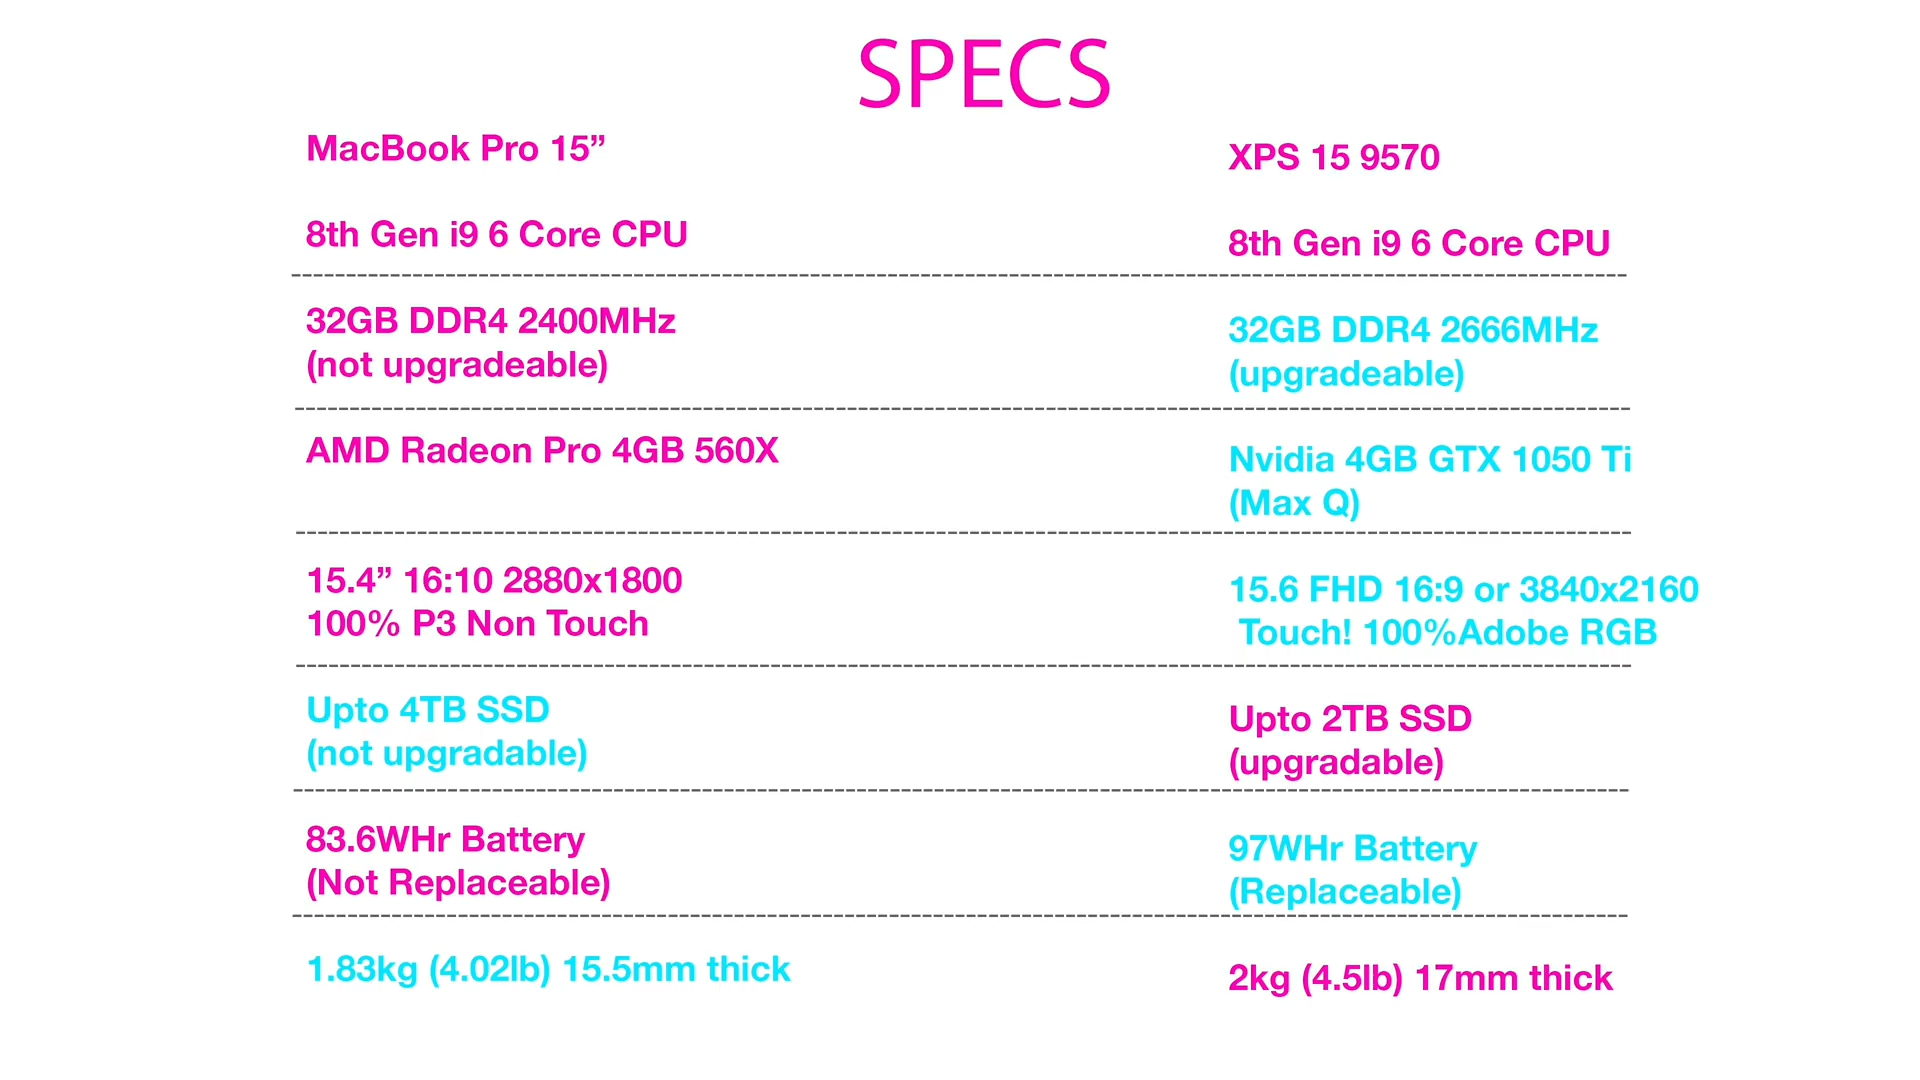 SPECS
MacBook Pro 15”
XPS 15 9570
8th Gen i9 6 Core CPU
8th Gen i9 6 Core CPU
32GB DDR4 2400MHz
(not upgradeable)
32GB DDR4 2666MHz
(upgradeable)
AMD Radeon Pro 4GB 560X
Nvidia 4GB GTX 1050 Ti
(Max Q)
15.4” 16:10 2880x1800
100% P3 Non Touch
15.6 FHD 16:9 or 3840x2160
Touch! 100%Adobe RGB
Upto 4TB SSD
(not upgradable)
Upto 2TB SSD
(upgradable)
83.6WHr Battery
(Not Replaceable)
97WHr Battery
(Replaceable)
1.83kg (4.02lb) 15.5mm thick
2kg (4.5lb) 17mm thick